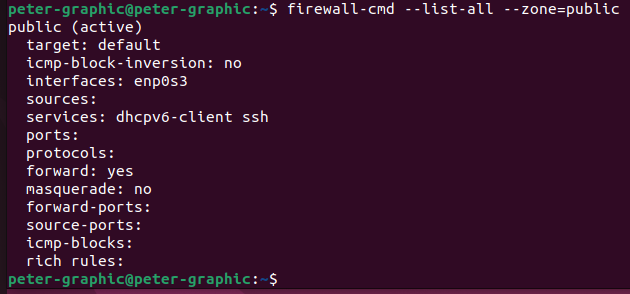 peter-graphic@peter-graphic:~$ firewall-cmd --list-all --zone=public
public (active)
  target: default
  icmp-block-inversion: no
  interfaces: enp0s3
  sources:
  services: dhcpv6-client ssh
  ports:
  protocols:
  forward: yes
  masquerade: no
  forward-ports:
  source-ports:
  icmp-blocks:
  rich rules:
peter-graphic@peter-graphic:~$